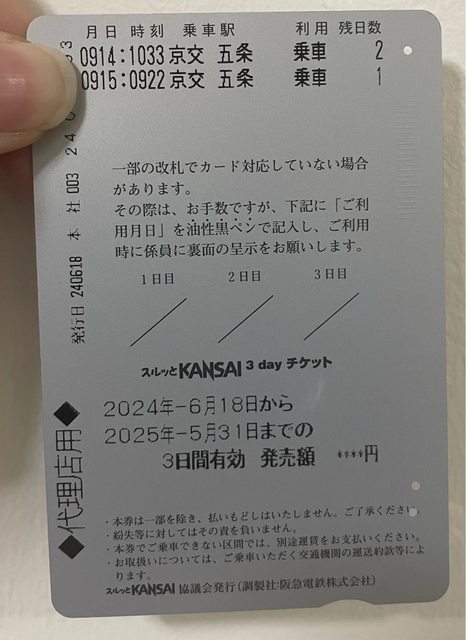 月日 時刻 乗車駅 利用 残日数
0914:1033 京交 五条 乗車 2
0915:0922 京交 五条 乗車 1
一部の改札でカード対応していない場合
があります。
その際は、お手数ですが、下記に「ご利
用月日」を油性黒ペンで記入し、ご利用
時に係員に裏面の呈示をお願いします。
1日目 2日目 3日目
スルッとKANSAI 3 day チケット
2024年-6月18日から
2025年-5月31日までの
3日間有効 発売額 ****円
・本券は一部を除き、払いもどしはいたしません。ご了承ください。
・紛失等に対してはその責を負いません。
・本券でご乗車できない区間では、別途運賃をお支払いください。
・お取扱いについては、ご乗車いただく交通機関の運送約款等によ
ります。
スルッとKANSAI 協議会発行(調製社:阪急電鉄株式会社)
発行日 240618 本 社 003
◆代理店用◆